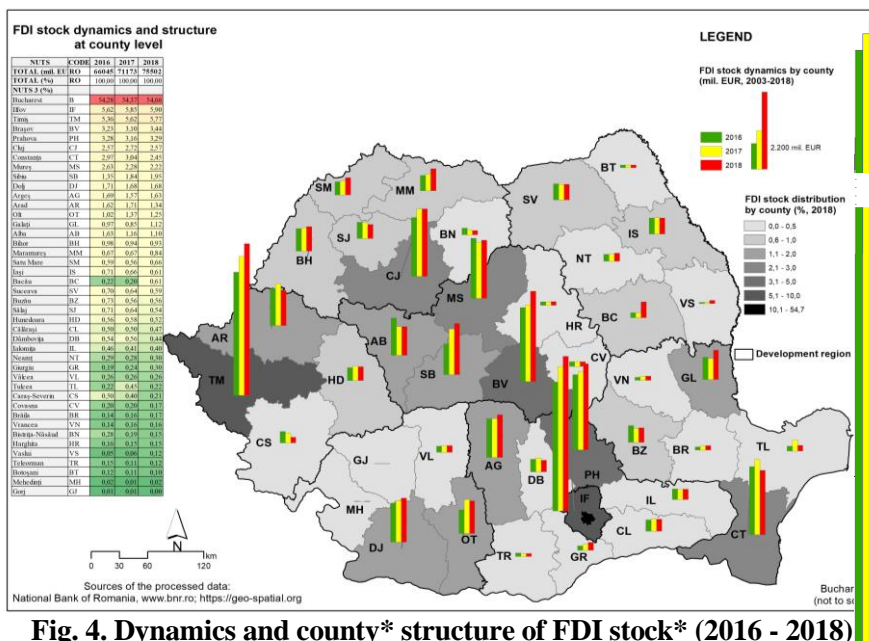 FDI stock dynamics and structure
at county level
NUTS CODE 2016 2017 2018
TOTAL (mil. EU RO 66045 71173 75502
TOTAL (%) RO 100,00 100,00 100,00
NUTS 3 (%)
Bucharest B 54,28 54,37 54,66
Ilfov IF 5,62 5,85 5,90
Timiș TM 5,36 5,62 5,77
Brașov BV 3,23 3,10 3,44
Prahova PH 3,28 3,16 3,29
Cluj CJ 2,57 2,72 2,57
Constanța CT 2,97 3,04 2,45
Mureș MS 2,63 2,28 2,22
Sibiu SB 1,35 1,84 1,95
Dolj DJ 1,71 1,68 1,68
Argeș AG 1,69 1,57 1,63
Arad AR 1,62 1,71 1,34
Olt OT 1,02 1,37 1,25
Galați GL 0,97 0,85 1,12
Alba AB 1,63 1,16 1,10
Bihor BH 0,98 0,94 0,93
Maramureș MM 0,67 0,67 0,84
Satu Mare SM 0,59 0,56 0,66
Iași IS 0,71 0,66 0,61
Bacău BC 0,22 0,20 0,61
Suceava SV 0,70 0,64 0,59
Buzău BZ 0,73 0,56 0,56
Sălaj SJ 0,71 0,64 0,54
Hunedoara HD 0,56 0,58 0,52
Călărași CL 0,50 0,50 0,47
Dâmbovița DB 0,54 0,56 0,44
Ialomița IL 0,46 0,41 0,40
Neamț NT 0,29 0,28 0,30
Giurgiu GR 0,19 0,24 0,30
Vâlcea VL 0,26 0,26 0,26
Tulcea TL 0,22 0,45 0,22
Caraș-Severin CS 0,50 0,40 0,21
Covasna CV 0,20 0,20 0,17
Brăila BR 0,14 0,16 0,17
Vrancea VN 0,14 0,16 0,16
Bistrița-Năsăud BN 0,28 0,19 0,15
Harghita HR 0,16 0,15 0,15
Vaslui VS 0,05 0,06 0,12
Teleorman TR 0,15 0,11 0,12
Botoșani BT 0,12 0,11 0,10
Mehedinți MH 0,02 0,01 0,02
Gorj GJ 0,01 0,01 0,00
LEGEND
FDI stock dynamics by county
(mil. EUR, 2003-2018)
2016
2017
2018
2.200 mil. EUR
FDI stock distribution
by county (%, 2018)
0,0 - 0,5
0,6 - 1,0
1,1 - 2,0
2,1 - 3,0
3,1 - 5,0
5,1 - 10,0
10,1 - 54,7
Development region
BT
SM
MM
SV
BH
SJ
BN
IS
CJ
NT
MS
HR
BC
VS
AR
AB
TM
HD
SB
BV
CV
VN
GL
CS
GJ
VL
AG
DB
PH
BZ
BR
TL
MH
IF
IL
DJ
OT
CL
CT
TR
GR
N
0 30 60 120
km
Sources of the processed data:
National Bank of Romania, www.bnr.ro; https://geo-spatial.org
Buchar
(not to sc
Fig. 4. Dynamics and county* structure of FDI stock* (2016 - 2018)